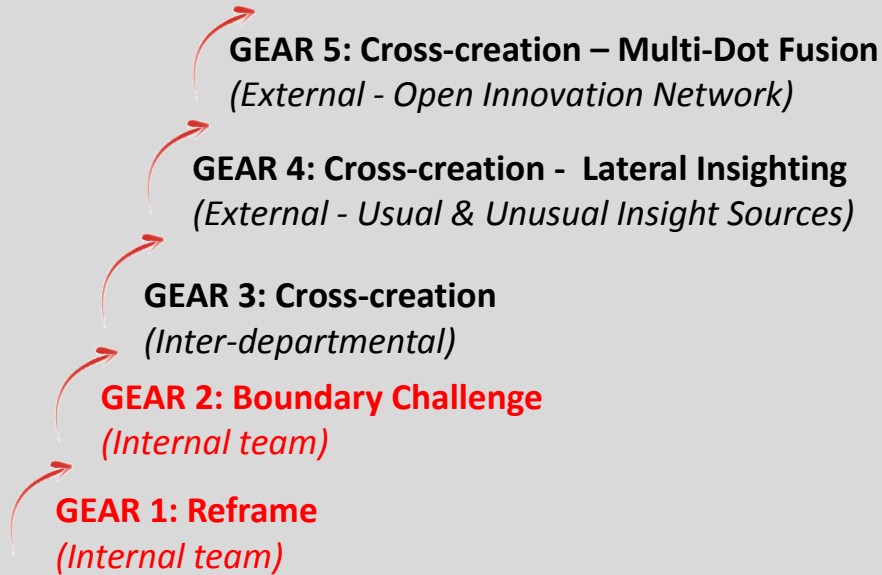 GEAR 5: Cross-creation – Multi-Dot Fusion
(External - Open Innovation Network)
GEAR 4: Cross-creation - Lateral Insighting
(External - Usual & Unusual Insight Sources)
GEAR 3: Cross-creation
(Inter-departmental)
GEAR 2: Boundary Challenge
(Internal team)
GEAR 1: Reframe
(Internal team)